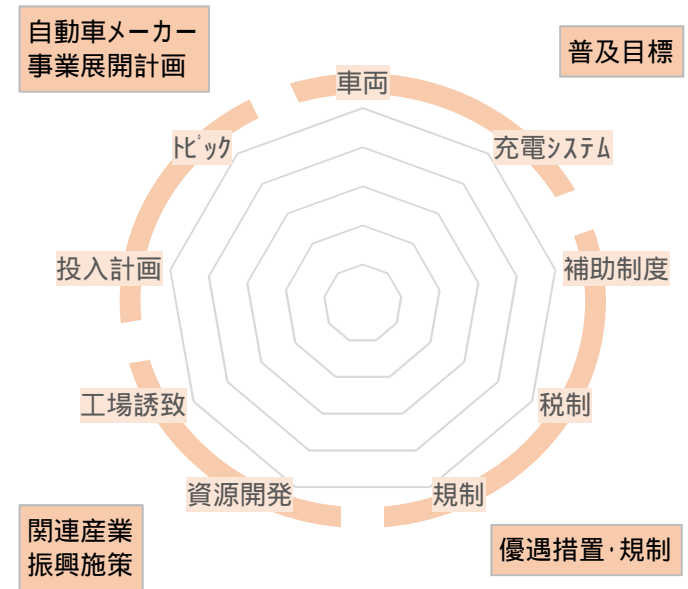 自動車メーカー
事業展開計画
普及目標
車両
ﾄﾋﾟｯｸ
充電ｼｽﾃﾑ
投入計画
補助制度
工場誘致
税制
資源開発
規制
関連産業
振興施策
優遇措置･規制